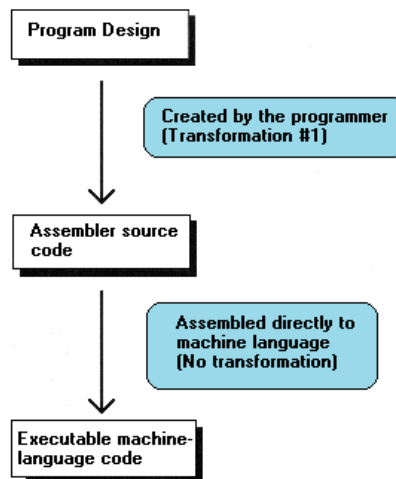 Program Design
Created by the programmer
(Transformation #1)
Assembler source
code
Assembled directly to
machine language
(No transformation)
Executable machine-
language code